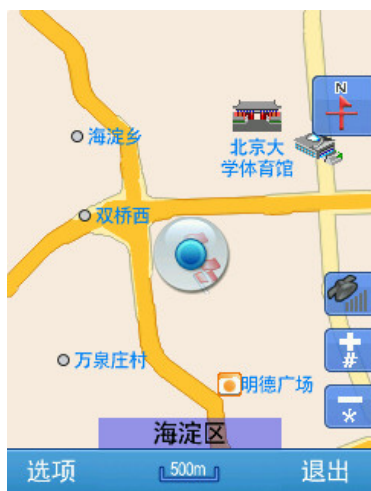 N
海淀乡
北京大
学体育馆
双桥西
#
万泉庄村
明德广场
*
海淀区
选项
500m
退出